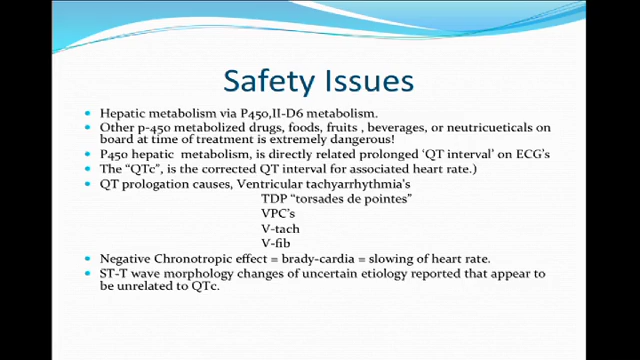 Safety Issues
Hepatic metabolism via P450,II-D6 metabolism.
Other p-450 metabolized drugs, foods, fruits , beverages, or neutricueticals on
board at time of treatment is extremely dangerous!
P450 hepatic metabolism, is directly related prolonged ‘QT interval’ on ECG’s
The “QTc”, is the corrected QT interval for associated heart rate.)
QT prologation causes, Ventricular tachyarrhythmia’s
TDP “torsades de pointes”
VPC’s
V-tach
V-fib
Negative Chronotropic effect = brady-cardia = slowing of heart rate.
ST-T wave morphology changes of uncertain etiology reported that appear to
be unrelated to QTc.